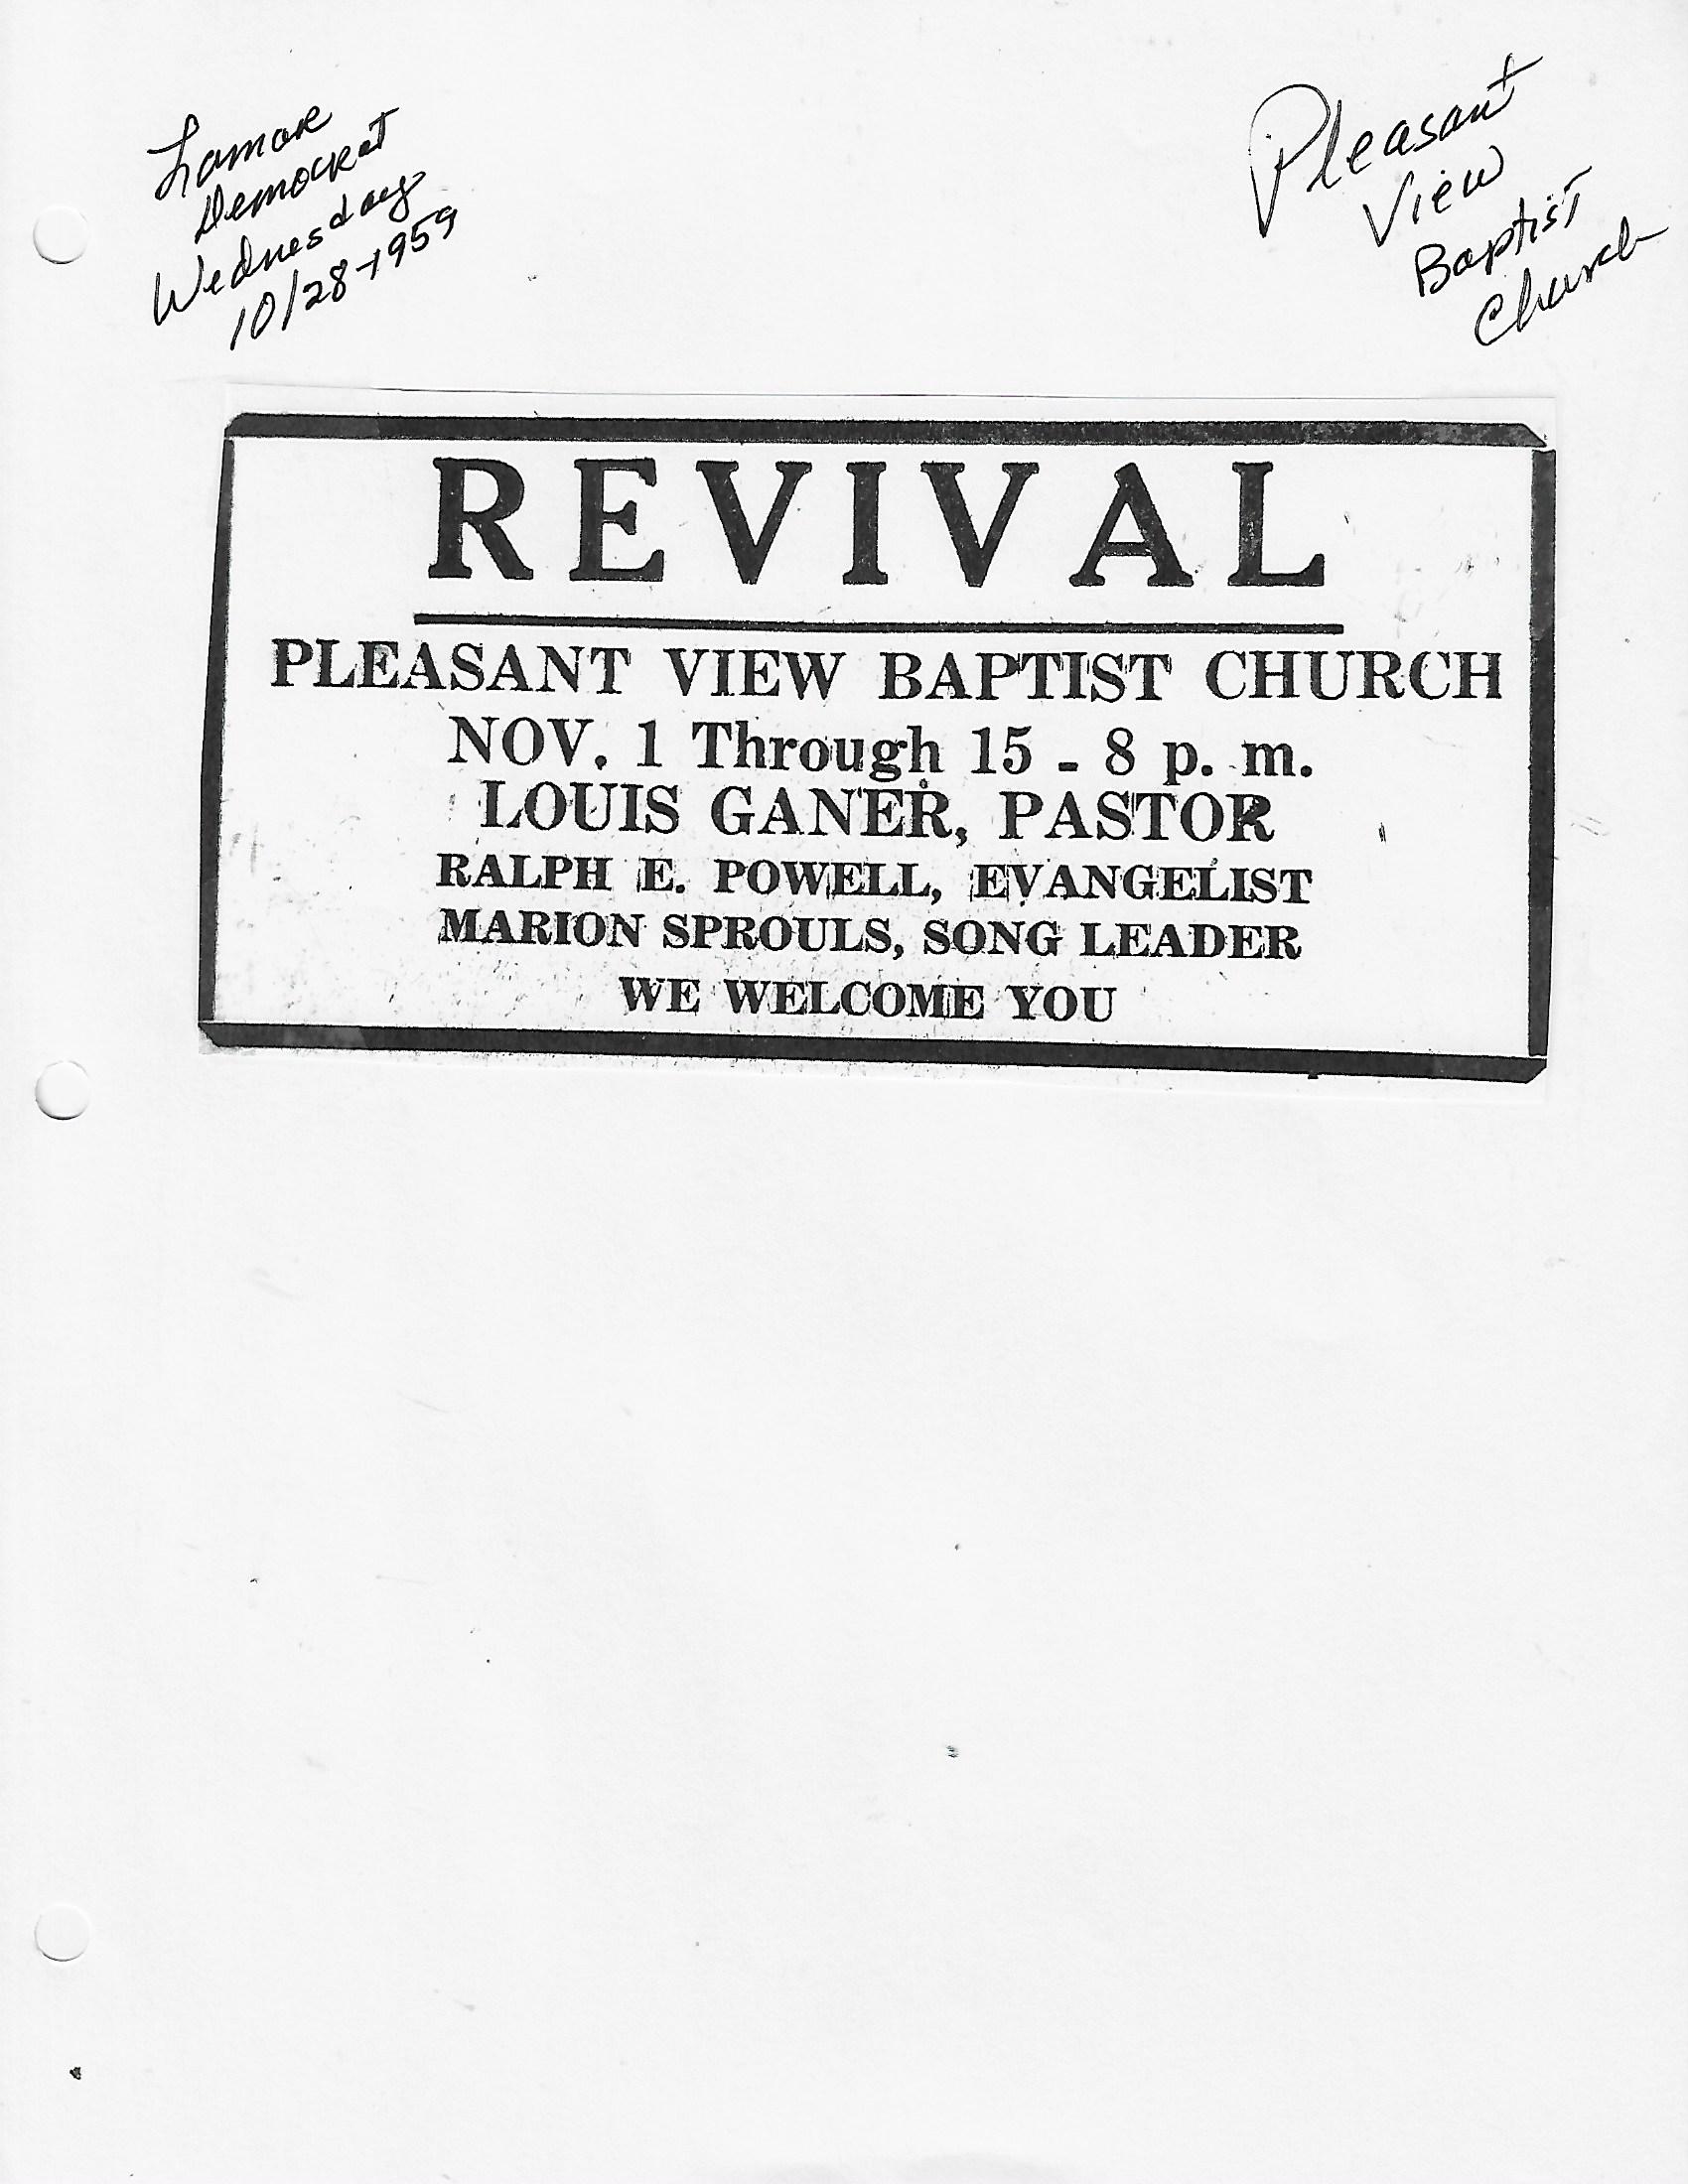 Lamar
Democrat
Wednesday
10/28-1959
Pleasant
View
Baptist
Church
REVIVAL
PLEASANT VIEW BAPTIST CHURCH
NOV. 1 Through 15 - 8 p. m.
LOUIS GANER, PASTOR
RALPH E. POWELL, EVANGELIST
MARION SPROULS, SONG LEADER
WE WELCOME YOU